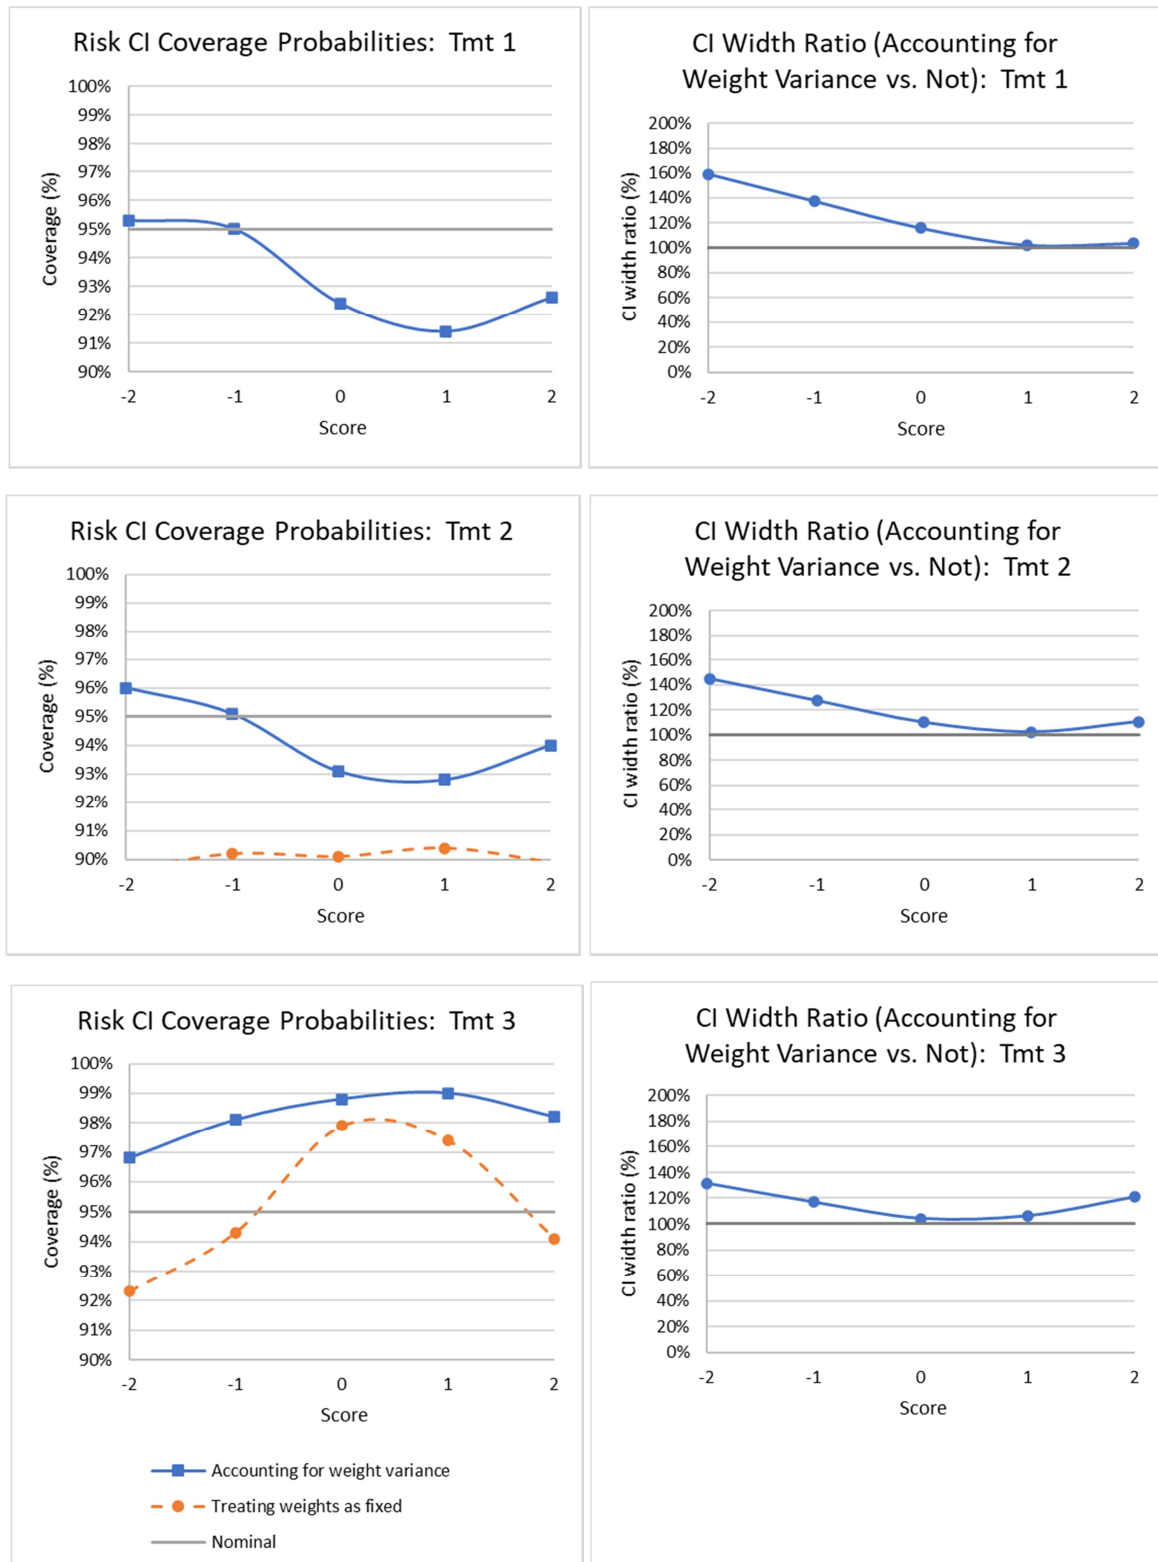 Risk CI Coverage Probabilities: Tmt 1
100%
99%
98%
97%
96%
95%
94%
93%
92%
91%
90%
Coverage (%)
-2 -1 0 1 2
Score
CI Width Ratio (Accounting for
Weight Variance vs. Not): Tmt 1
200%
180%
160%
140%
120%
100%
80%
60%
40%
20%
0%
CI width ratio (%)
-2 -1 0 1 2
Score
Risk CI Coverage Probabilities: Tmt 2
100%
99%
98%
97%
96%
95%
94%
93%
92%
91%
90%
Coverage (%)
-2 -1 0 1 2
Score
CI Width Ratio (Accounting for
Weight Variance vs. Not): Tmt 2
200%
180%
160%
140%
120%
100%
80%
60%
40%
20%
0%
CI width ratio (%)
-2 -1 0 1 2
Score
Risk CI Coverage Probabilities: Tmt 3
100%
99%
98%
97%
96%
95%
94%
93%
92%
91%
90%
Coverage (%)
-2 -1 0 1 2
Score
Accounting for weight variance
Treating weights as fixed
Nominal
CI Width Ratio (Accounting for
Weight Variance vs. Not): Tmt 3
200%
180%
160%
140%
120%
100%
80%
60%
40%
20%
0%
CI width ratio (%)
-2 -1 0 1 2
Score